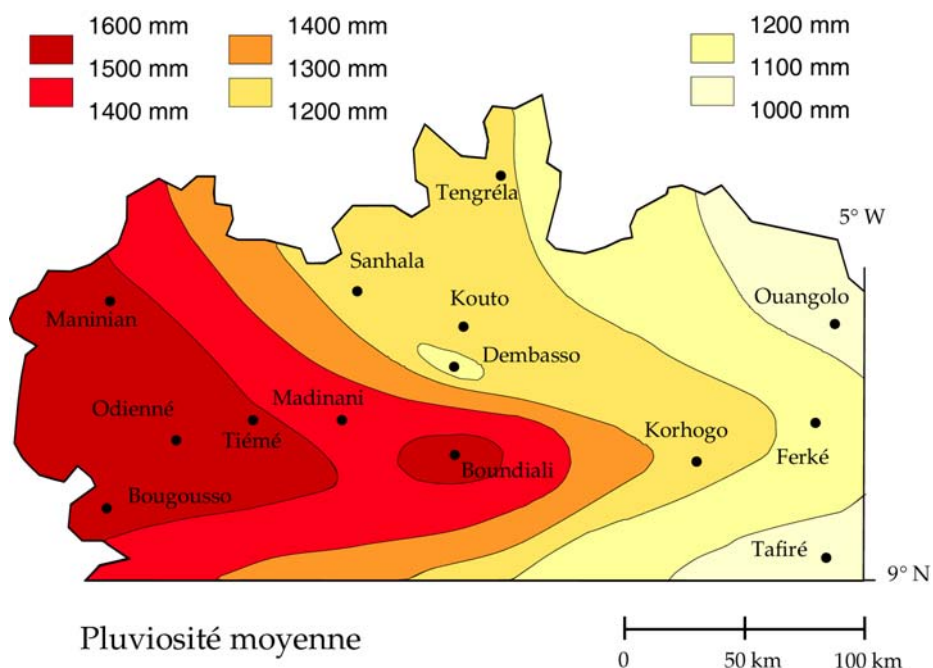 1600 mm
1500 mm
1400 mm
1400 mm
1300 mm
1200 mm
1200 mm
1100 mm
1000 mm
Tengréla
5° W
Sanhala
Ouangolo
Kouto
Maninian
Dembasso
Madinani
Odienné
Tiémé
Korhogo
Ferké
Boundiali
Bougousso
Tafiré
9° N
Pluviosité moyenne
0 50 km 100 km